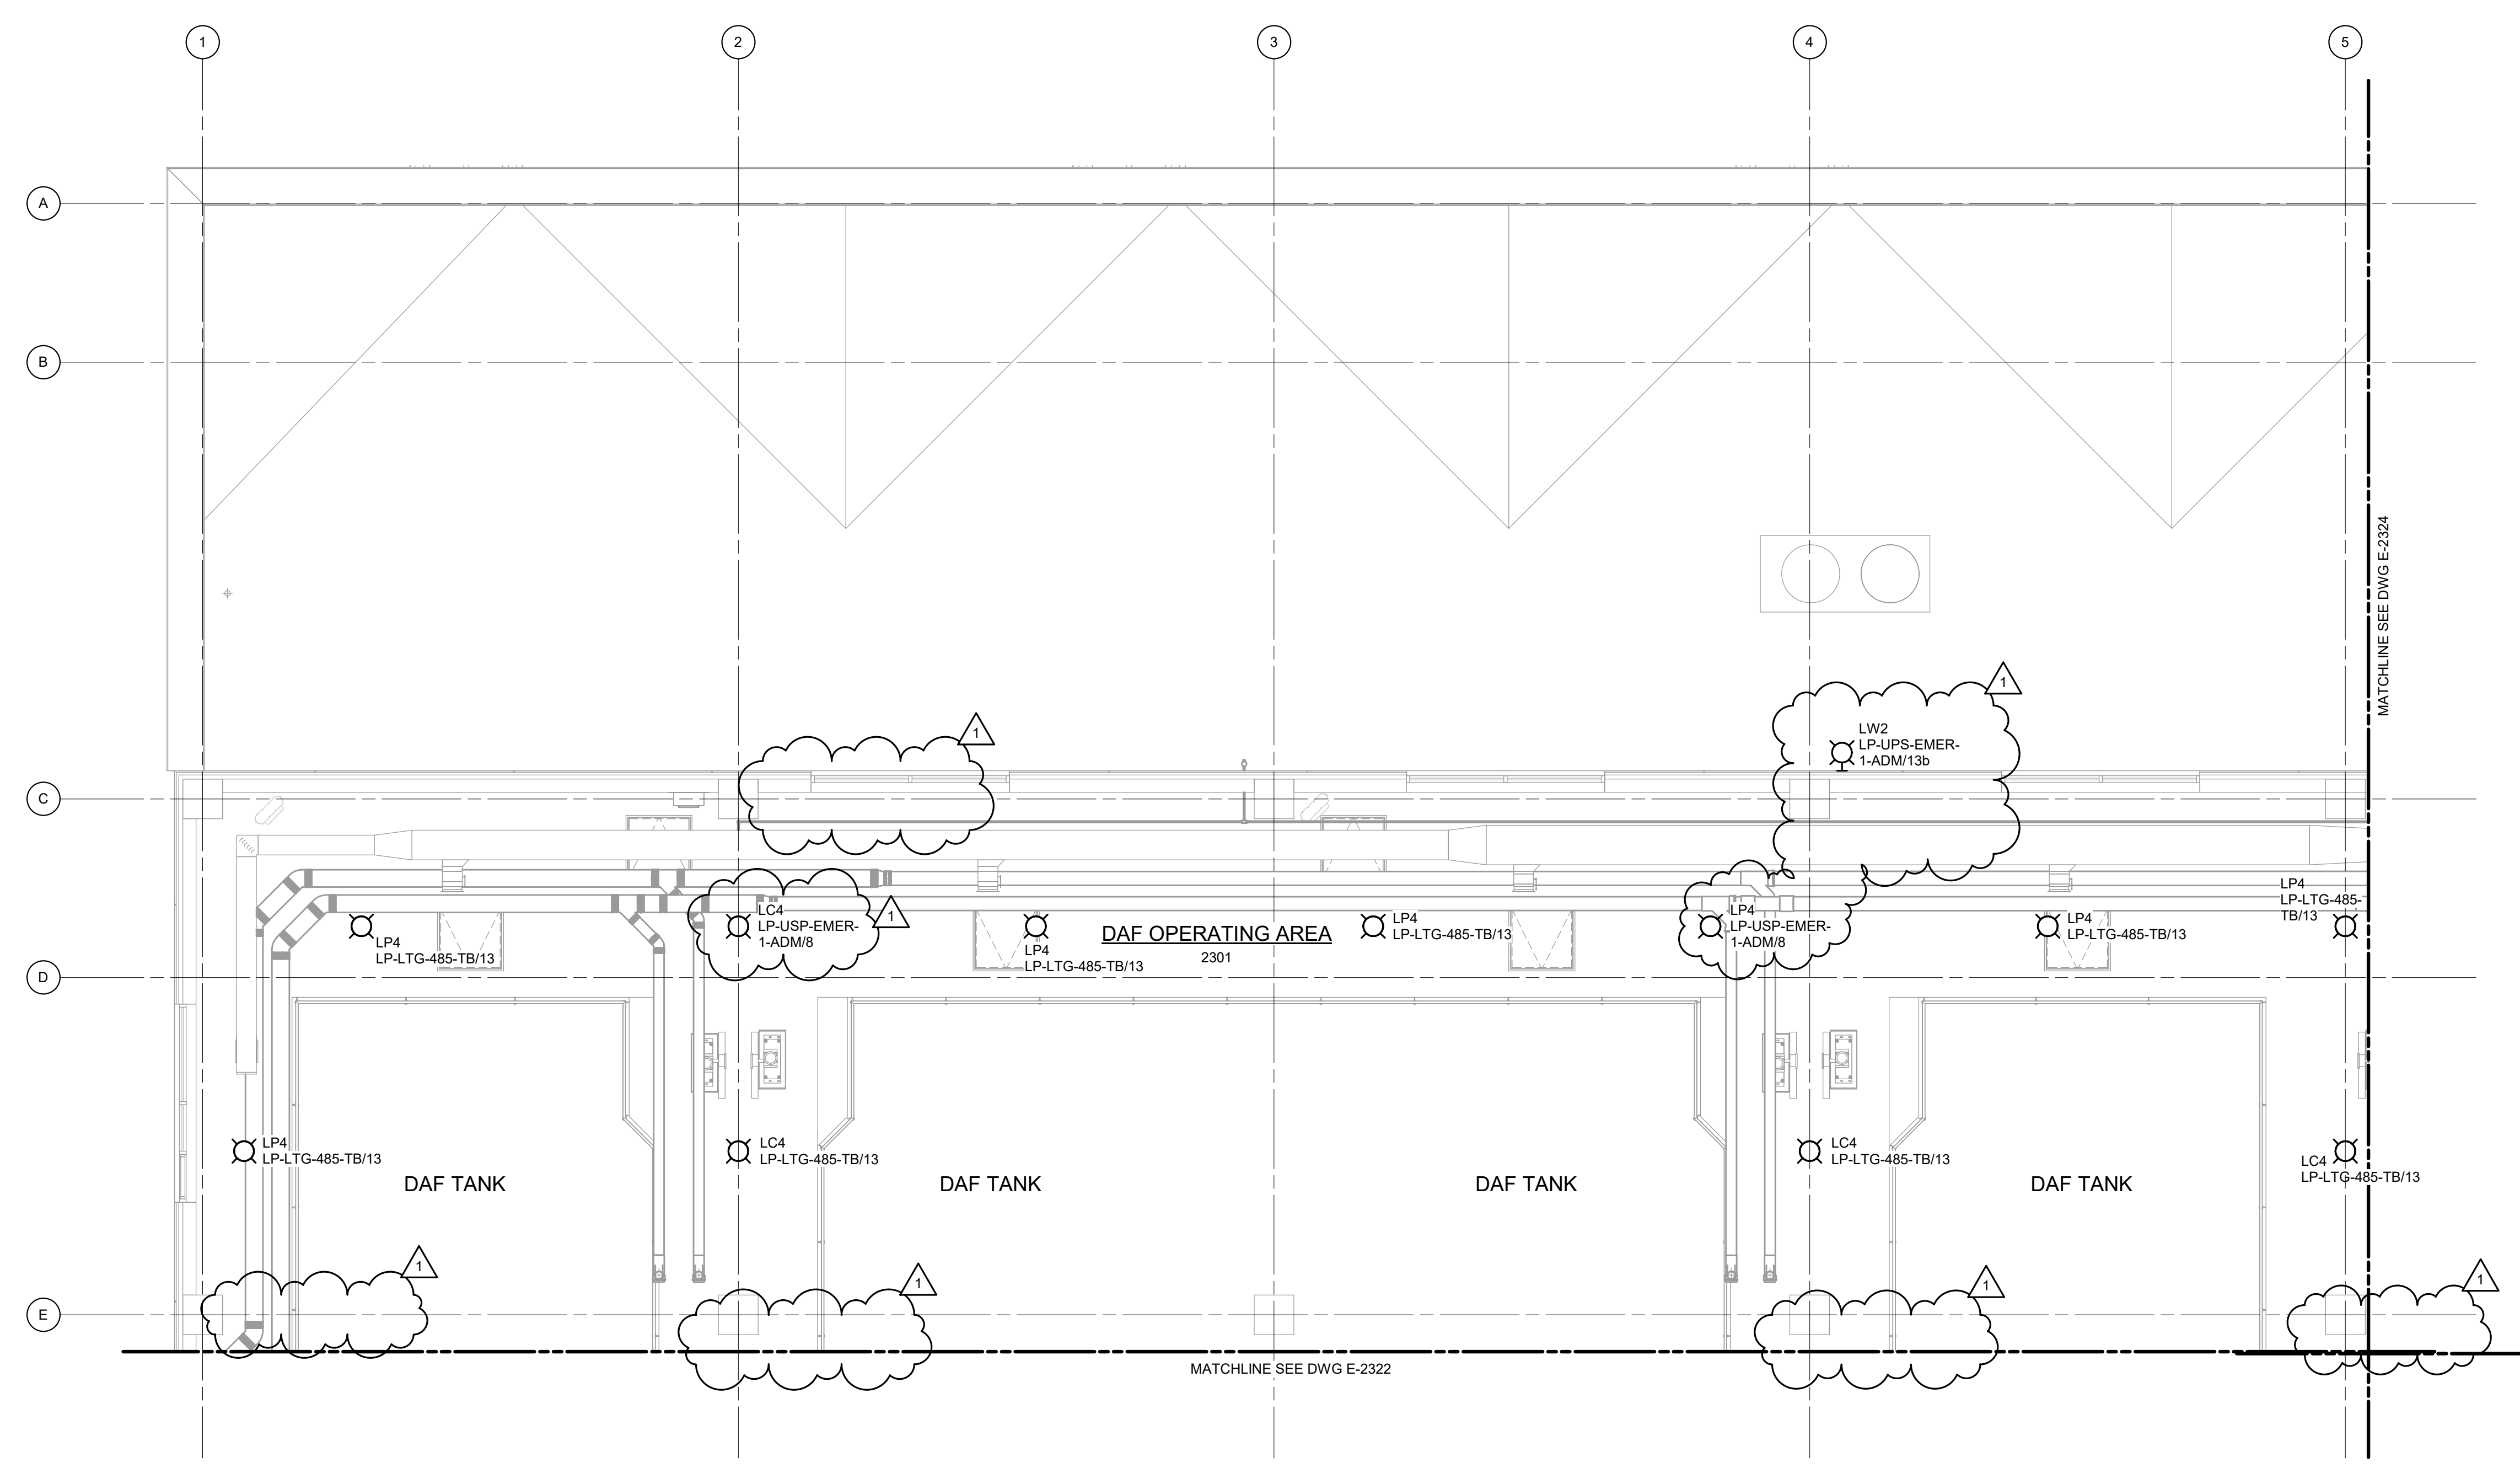 1
2
3
4
5
A
B
MATCHLINE SEE DWG E-2324
1
1
LW2
LP-UPS-EMER-
1-ADM/13b
C
LP4
LP-LTG-485-TB/13
LC4
LP-USP-EMER-
1-ADM/8
1
LP4
LP-LTG-485-TB/13
DAF OPERATING AREA
2301
LP4
LP-LTG-485-TB/13
LP4
LP-USP-EMER-
1-ADM/8
LP4
LP-LTG-485-TB/13
LP4
LP-LTG-485-
TB/13
D
LP4
LP-LTG-485-TB/13
LC4
LP-LTG-485-TB/13
LC4
LP-LTG-485-TB/13
LC4
LP-LTG-485-TB/13
DAF TANK
DAF TANK
DAF TANK
DAF TANK
1
1
1
1
E
MATCHLINE SEE DWG E-2322